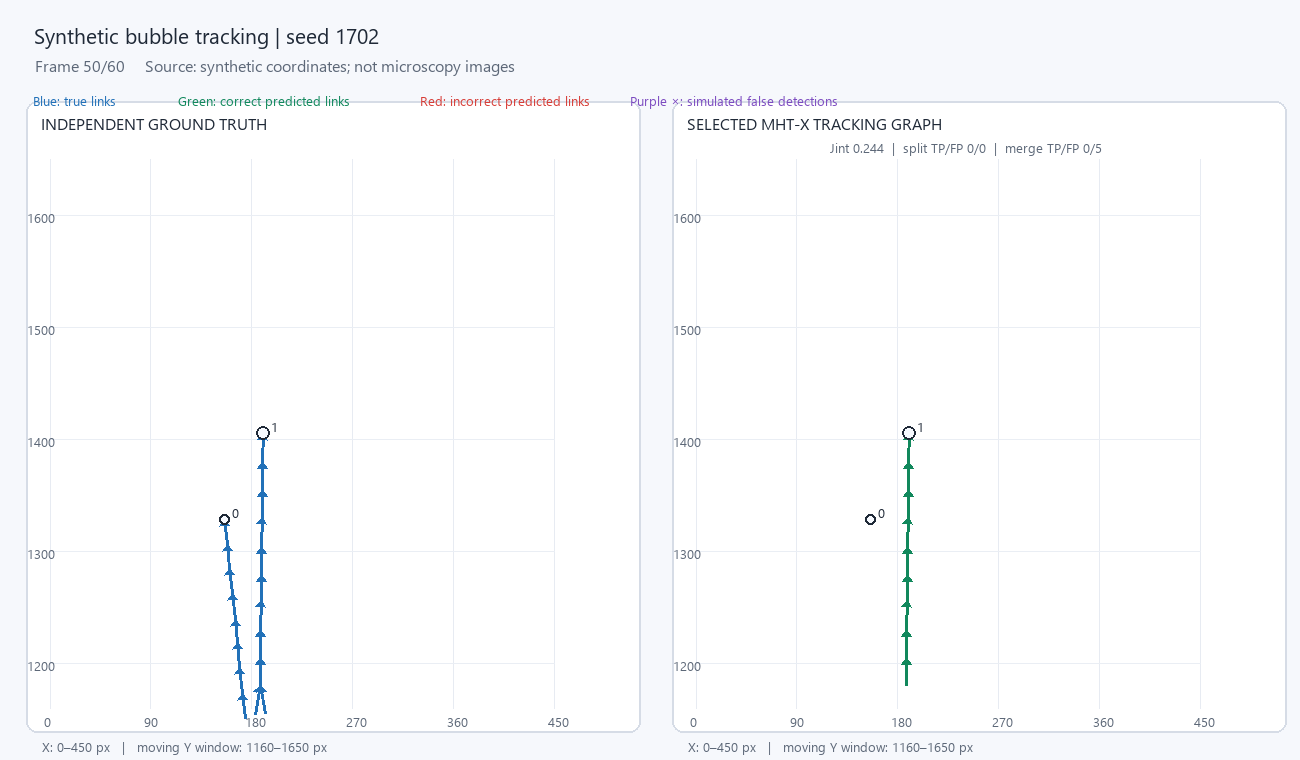 Synthetic bubble tracking | seed 1702
Frame 50/60 Source: synthetic coordinates; not microscopy images
Blue: true links Green: correct predicted links Red: incorrect predicted links Purple ×: simulated false detections
INDEPENDENT GROUND TRUTH
1600
1500
1400
1300
1200
1
0
0 90 180 270 360 450
X: 0–450 px | moving Y window: 1160–1650 px
SELECTED MHT-X TRACKING GRAPH
Jint 0.244 | split TP/FP 0/0 | merge TP/FP 0/5
1600
1500
1400
1300
1200
1
0
0 90 180 270 360 450
X: 0–450 px | moving Y window: 1160–1650 px